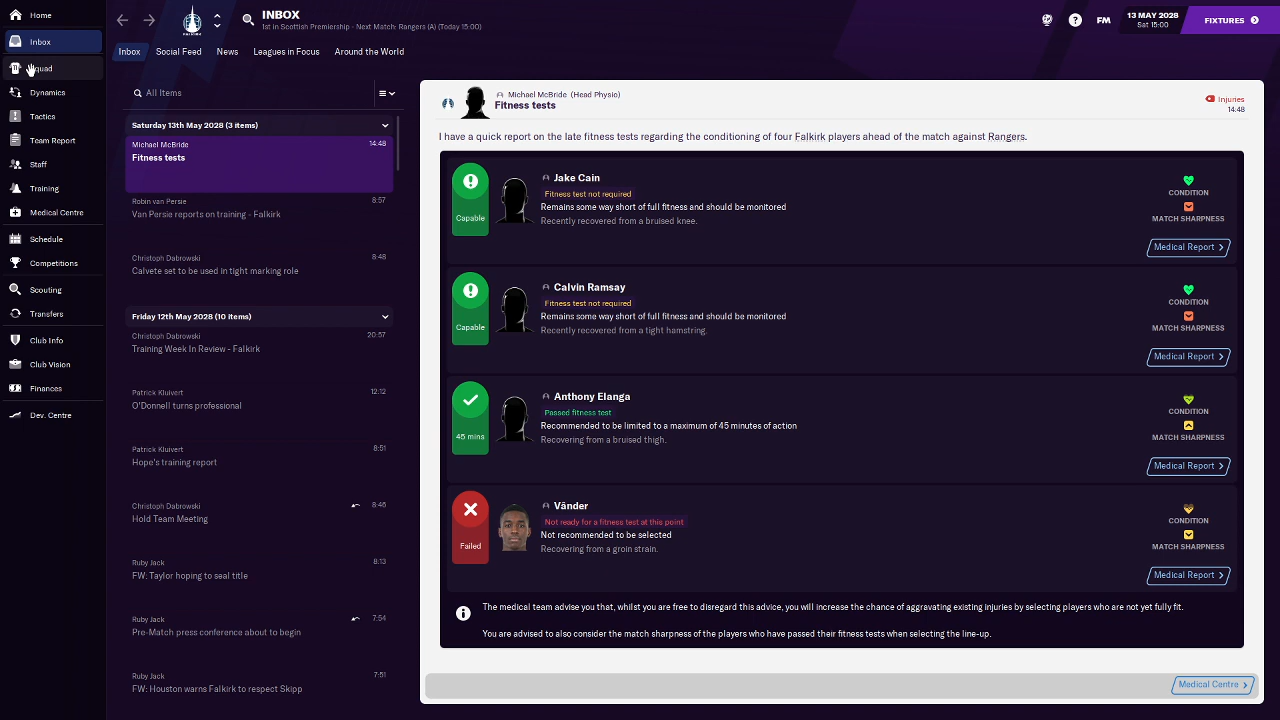 Home
Inbox
Squad
Dynamics
Tactics
Team Report
Staff
Training
Medical Centre
Schedule
Competitions
Scouting
Transfers
Club Info
Club Vision
Finances
Dev. Centre
FALKIRK
INBOX
1st in Scottish Premiership - Next Match: Rangers (A) (Today 15:00)
? FM
13 MAY 2028
Sat 15:00
FIXTURES
Inbox Social Feed News Leagues in Focus Around the World
All Items
Saturday 13th May 2028 (3 items)
Michael McBride 14:48
Fitness tests
Robin van Persie 8:57
Van Persie reports on training - Falkirk
Christoph Dabrowski 8:48
Calvete set to be used in tight marking role
Friday 12th May 2028 (10 items)
Christoph Dabrowski 20:57
Training Week In Review - Falkirk
Patrick Kluivert 12:12
O'Donnell turns professional
Patrick Kluivert 8:51
Hope's training report
Christoph Dabrowski 8:46
Hold Team Meeting
Ruby Jack 8:13
FW: Taylor hoping to seal title
Ruby Jack 7:54
Pre-Match press conference about to begin
Ruby Jack 7:51
FW: Houston warns Falkirk to respect Skipp
Michael McBride (Head Physio)
Fitness tests
Injuries
14:48
I have a quick report on the late fitness tests regarding the conditioning of four Falkirk players ahead of the match against Rangers.
Capable
Jake Cain
Fitness test not required
Remains some way short of full fitness and should be monitored
Recently recovered from a bruised knee.
CONDITION
MATCH SHARPNESS
Medical Report
Capable
Calvin Ramsay
Fitness test not required
Remains some way short of full fitness and should be monitored
Recently recovered from a tight hamstring.
CONDITION
MATCH SHARPNESS
Medical Report
45 mins
Anthony Elanga
Passed fitness test
Recommended to be limited to a maximum of 45 minutes of action
Recovering from a bruised thigh.
CONDITION
MATCH SHARPNESS
Medical Report
Failed
Vânder
Not ready for a fitness test at this point
Not recommended to be selected
Recovering from a groin strain.
CONDITION
MATCH SHARPNESS
Medical Report
The medical team advise you that, whilst you are free to disregard this advice, you will increase the chance of aggravating existing injuries by selecting players who are not yet fully fit.
You are advised to also consider the match sharpness of the players who have passed their fitness tests when selecting the line-up.
Medical Centre